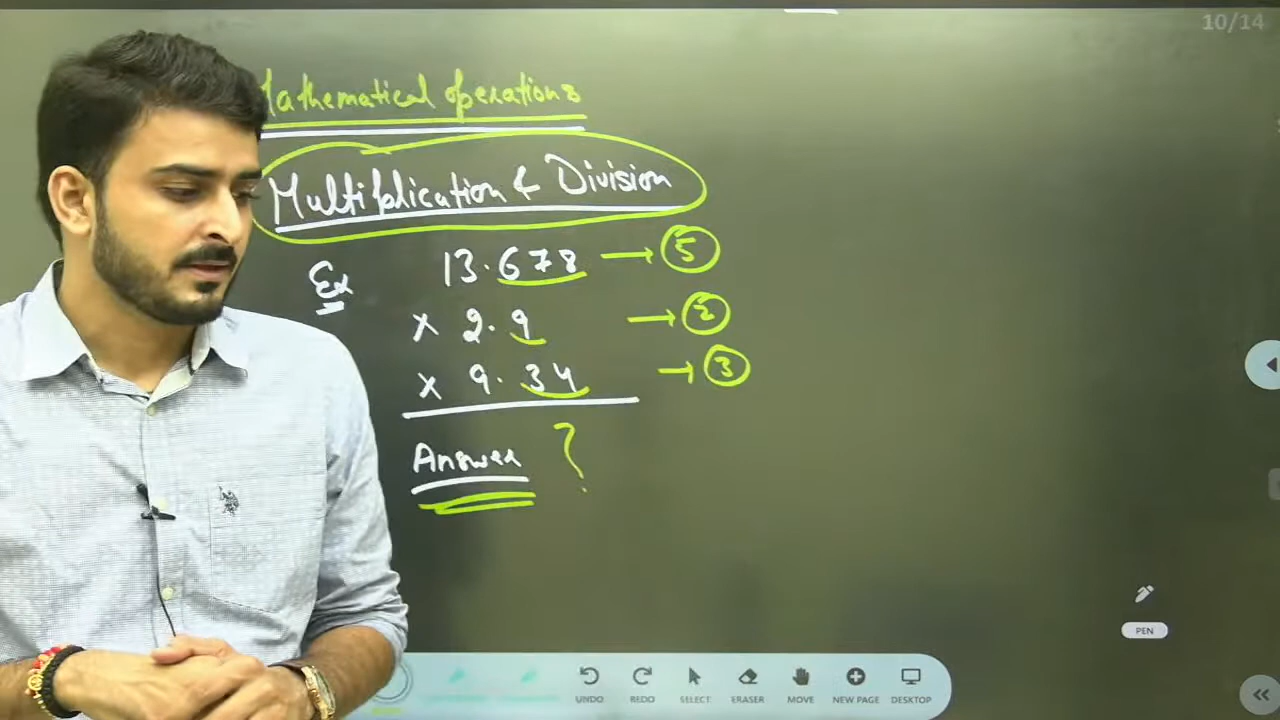 10/14
Mathematical operations
Multiplication & Division
Ex
13.678 → 5
× 2.9 → 2
× 9.34 → 3
Answer ?
PEN
UNDO
REDO
SELECT
ERASER
MOVE
NEW PAGE
DESKTOP